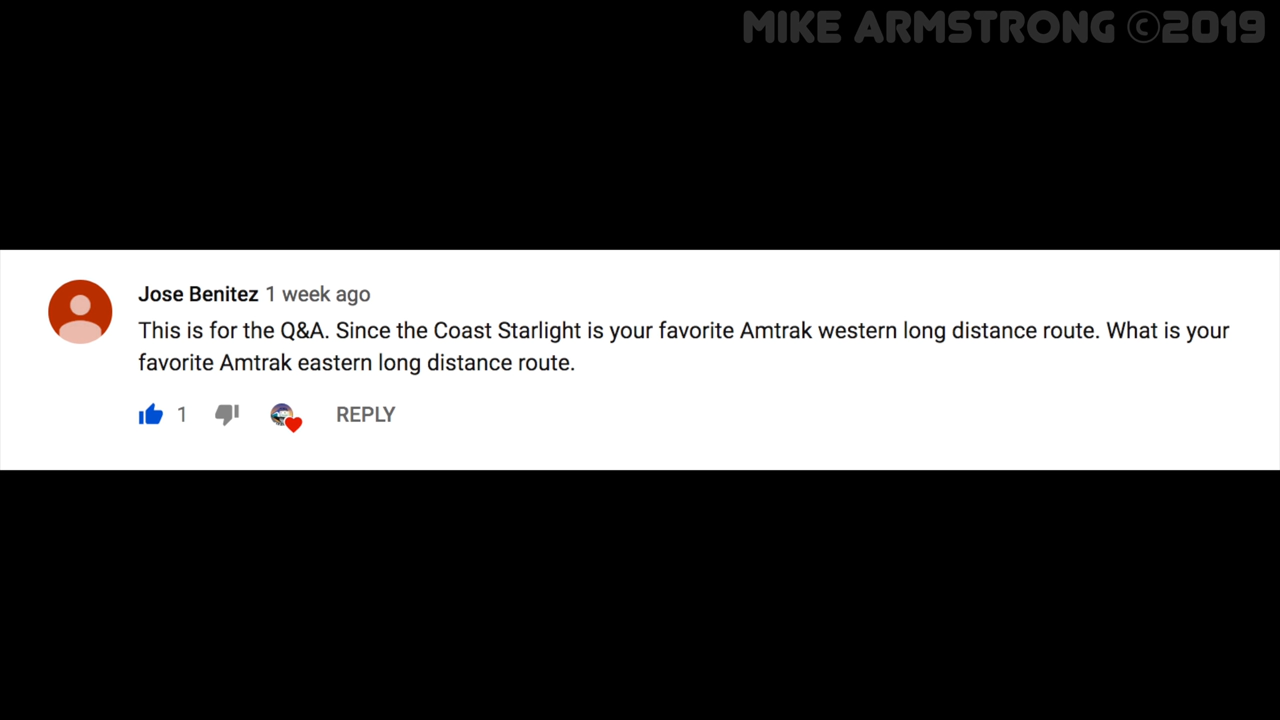 MIKE ARMSTRONG ©2019
Jose Benitez 1 week ago
This is for the Q&A. Since the Coast Starlight is your favorite Amtrak western long distance route. What is your
favorite Amtrak eastern long distance route.
1 REPLY